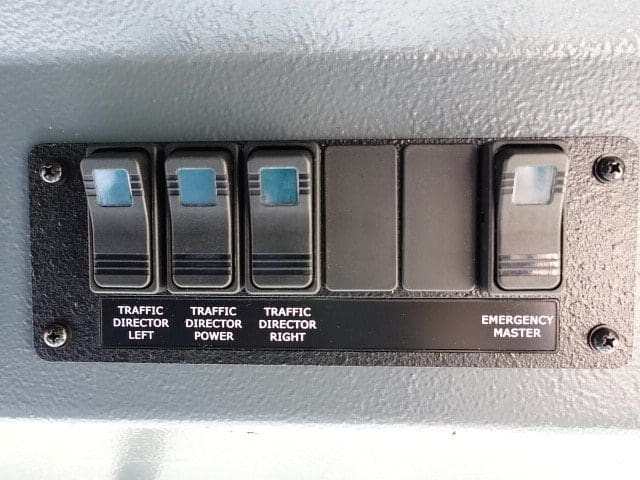 TRAFFIC
DIRECTOR
LEFT
TRAFFIC
DIRECTOR
POWER
TRAFFIC
DIRECTOR
RIGHT
EMERGENCY
MASTER